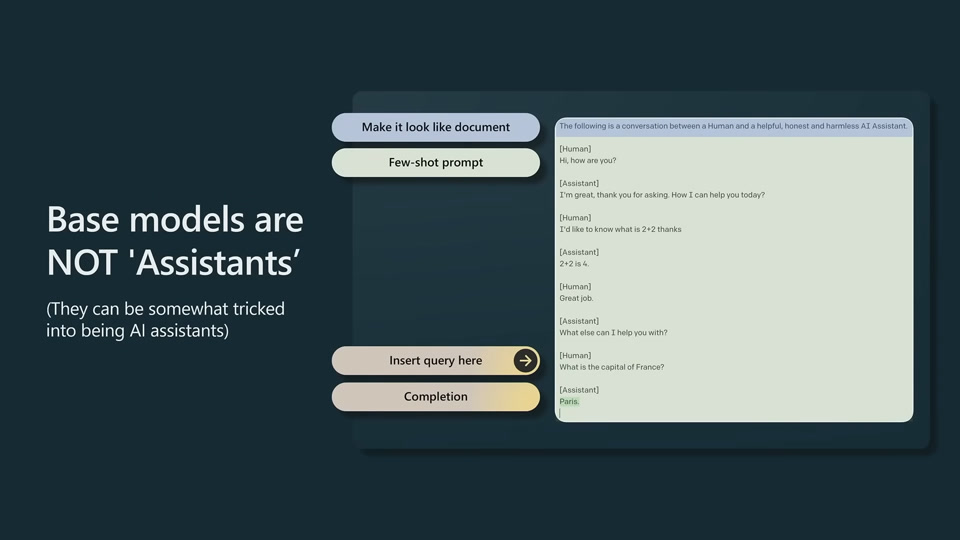 Base models are
NOT 'Assistants’
(They can be somewhat tricked
into being AI assistants)
Make it look like document
Few-shot prompt
Insert query here
Completion
The following is a conversation between a Human and a helpful, honest and harmless AI Assistant.
[Human]
Hi, how are you?
[Assistant]
I'm great, thank you for asking. How I can help you today?
[Human]
I'd like to know what is 2+2 thanks
[Assistant]
2+2 is 4.
[Human]
Great job.
[Assistant]
What else can I help you with?
[Human]
What is the capital of France?
[Assistant]
Paris.